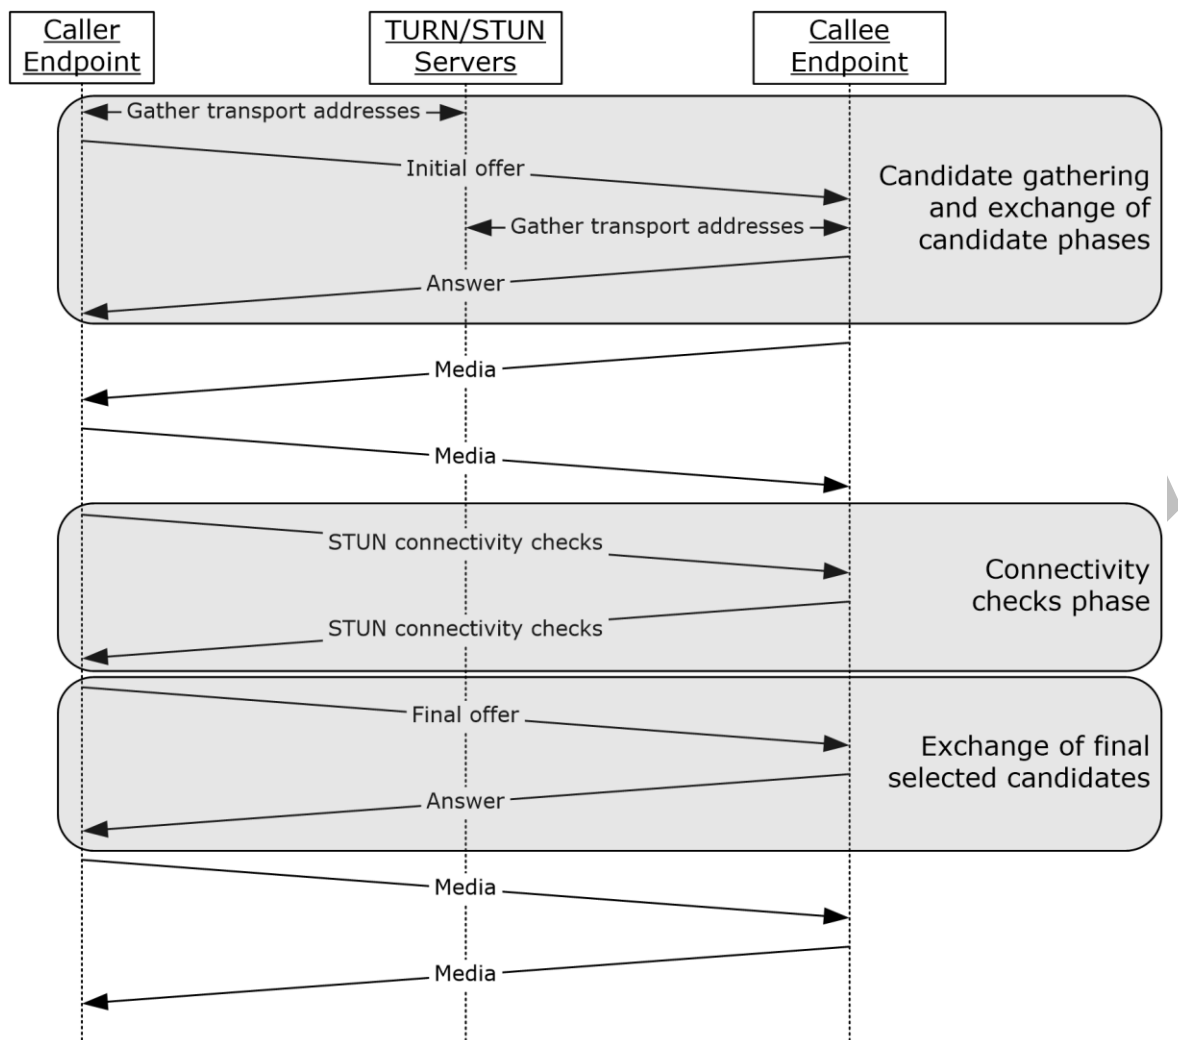 Caller
Endpoint
TURN/STUN
Servers
Callee
Endpoint
Gather transport addresses
Initial offer
Gather transport addresses
Answer
Candidate gathering
and exchange of
candidate phases
Media
Media
STUN connectivity checks
STUN connectivity checks
Connectivity
checks phase
Final offer
Answer
Exchange of final
selected candidates
Media
Media